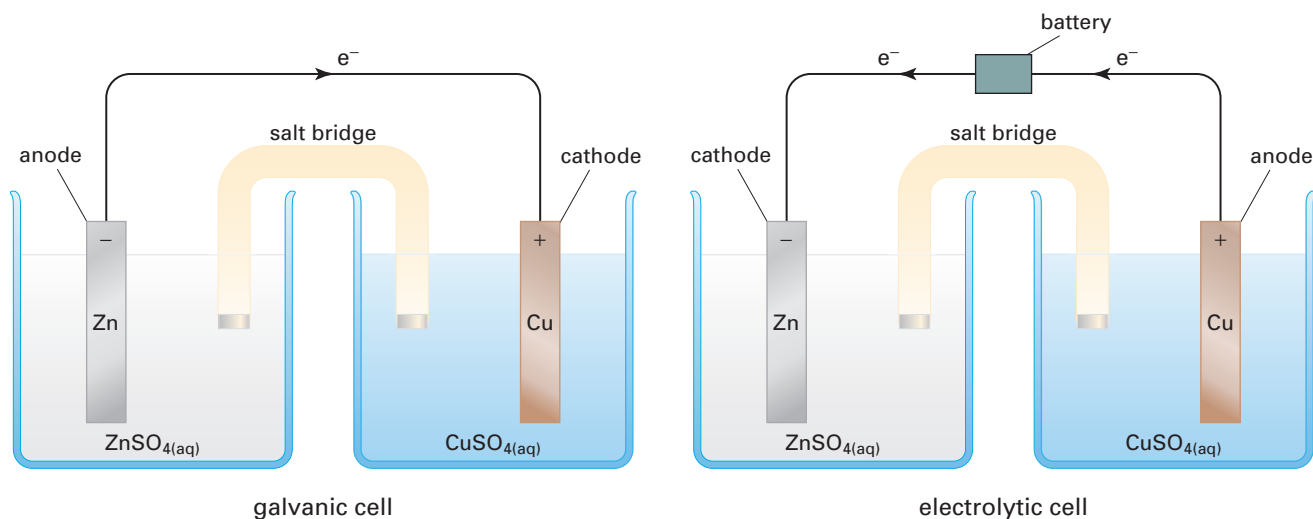 battery
e⁻
e⁻ e⁻
salt bridge
salt bridge
anode
cathode
cathode
anode
−
+
−
+
Zn
Cu
Zn
Cu
ZnSO₄(aq)
CuSO₄(aq)
ZnSO₄(aq)
CuSO₄(aq)
galvanic cell
electrolytic cell